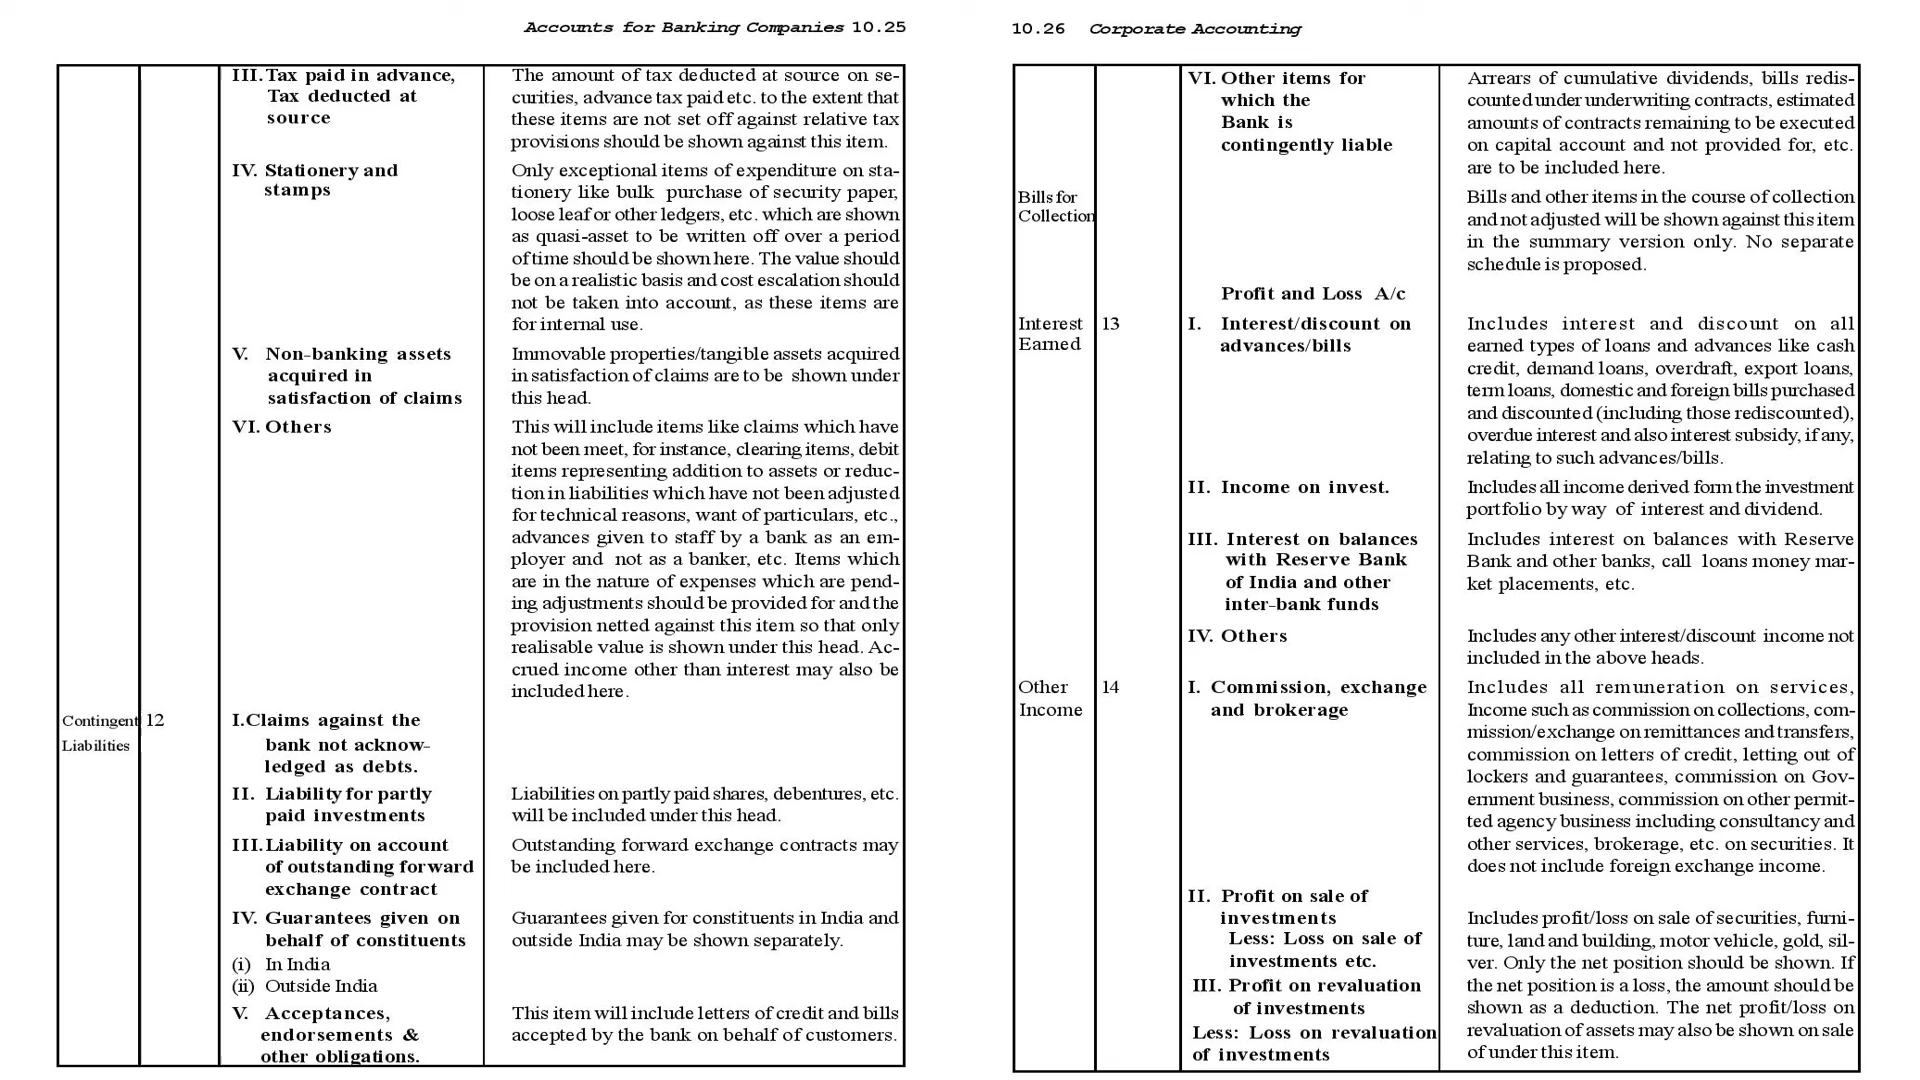 Accounts for Banking Companies 10.25
III. Tax paid in advance,
Tax deducted at
source
The amount of tax deducted at source on se-
curities, advance tax paid etc. to the extent that
these items are not set off against relative tax
provisions should be shown against this item.
IV. Stationery and
stamps
Only exceptional items of expenditure on sta-
tionery like bulk purchase of security paper,
loose leaf or other ledgers, etc. which are shown
as quasi-asset to be written off over a period
of time should be shown here. The value should
be on a realistic basis and cost escalation should
not be taken into account, as these items are
for internal use.
V. Non-banking assets
acquired in
satisfaction of claims
Immovable properties/tangible assets acquired
in satisfaction of claims are to be shown under
this head.
VI. Others
This will include items like claims which have
not been meet, for instance, clearing items, debit
items representing addition to assets or reduc-
tion in liabilities which have not been adjusted
for technical reasons, want of particulars, etc.,
advances given to staff by a bank as an em-
ployer and not as a banker, etc. Items which
are in the nature of expenses which are pend-
ing adjustments should be provided for and the
provision netted against this item so that only
realisable value is shown under this head. Ac-
crued income other than interest may also be
included here.
Contingent 12
Liabilities
I.Claims against the
bank not acknow-
ledged as debts.
II. Liability for partly
paid investments
Liabilities on partly paid shares, debentures, etc.
will be included under this head.
III. Liability on account
of outstanding forward
exchange contract
Outstanding forward exchange contracts may
be included here.
IV. Guarantees given on
behalf of constituents
(i) In India
(ii) Outside India
Guarantees given for constituents in India and
outside India may be shown separately.
V. Acceptances,
endorsements &
other obligations.
This item will include letters of credit and bills
accepted by the bank on behalf of customers.
10.26 Corporate Accounting
VI. Other items for
which the
Bank is
contingently liable
Arrears of cumulative dividends, bills redis-
counted under underwriting contracts, estimated
amounts of contracts remaining to be executed
on capital account and not provided for, etc.
are to be included here.
Bills for
Collection
Bills and other items in the course of collection
and not adjusted will be shown against this item
in the summary version only. No separate
schedule is proposed.
Profit and Loss A/c
Interest 13
Earned
I. Interest/discount on
advances/bills
Includes interest and discount on all
earned types of loans and advances like cash
credit, demand loans, overdraft, export loans,
term loans, domestic and foreign bills purchased
and discounted (including those rediscounted),
overdue interest and also interest subsidy, if any,
relating to such advances/bills.
II. Income on invest.
Includes all income derived form the investment
portfolio by way of interest and dividend.
III. Interest on balances
with Reserve Bank
of India and other
inter-bank funds
Includes interest on balances with Reserve
Bank and other banks, call loans money mar-
ket placements, etc.
IV. Others
Includes any other interest/discount income not
included in the above heads.
Other 14
Income
I. Commission, exchange
and brokerage
Includes all remuneration on services,
Income such as commission on collections, com-
mission/exchange on remittances and transfers,
commission on letters of credit, letting out of
lockers and guarantees, commission on Gov-
ernment business, commission on other permit-
ted agency business including consultancy and
other services, brokerage, etc. on securities. It
does not include foreign exchange income.
II. Profit on sale of
investments
Less: Loss on sale of
investments etc.
III. Profit on revaluation
of investments
Less: Loss on revaluation
of investments
Includes profit/loss on sale of securities, furni-
ture, land and building, motor vehicle, gold, sil-
ver. Only the net position should be shown. If
the net position is a loss, the amount should be
shown as a deduction. The net profit/loss on
revaluation of assets may also be shown on sale
of under this item.